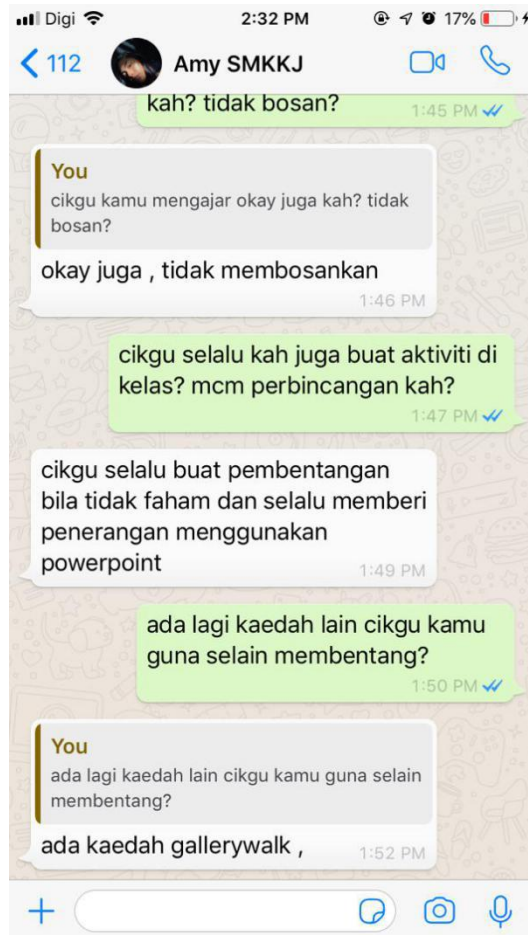 Digi 2:32 PM 17%
112 Amy SMKKJ
kah? tidak bosan?
1:45 PM
You
cikgu kamu mengajar okay juga kah? tidak
bosan?
okay juga , tidak membosankan
1:46 PM
cikgu selalu kah juga buat aktiviti di
kelas? mcm perbincangan kah?
1:47 PM
cikgu selalu buat pembentangan
bila tidak faham dan selalu memberi
penerangan menggunakan
powerpoint
1:49 PM
ada lagi kaedah lain cikgu kamu
guna selain membentang?
1:50 PM
You
ada lagi kaedah lain cikgu kamu guna selain
membentang?
ada kaedah gallerywalk ,
1:52 PM